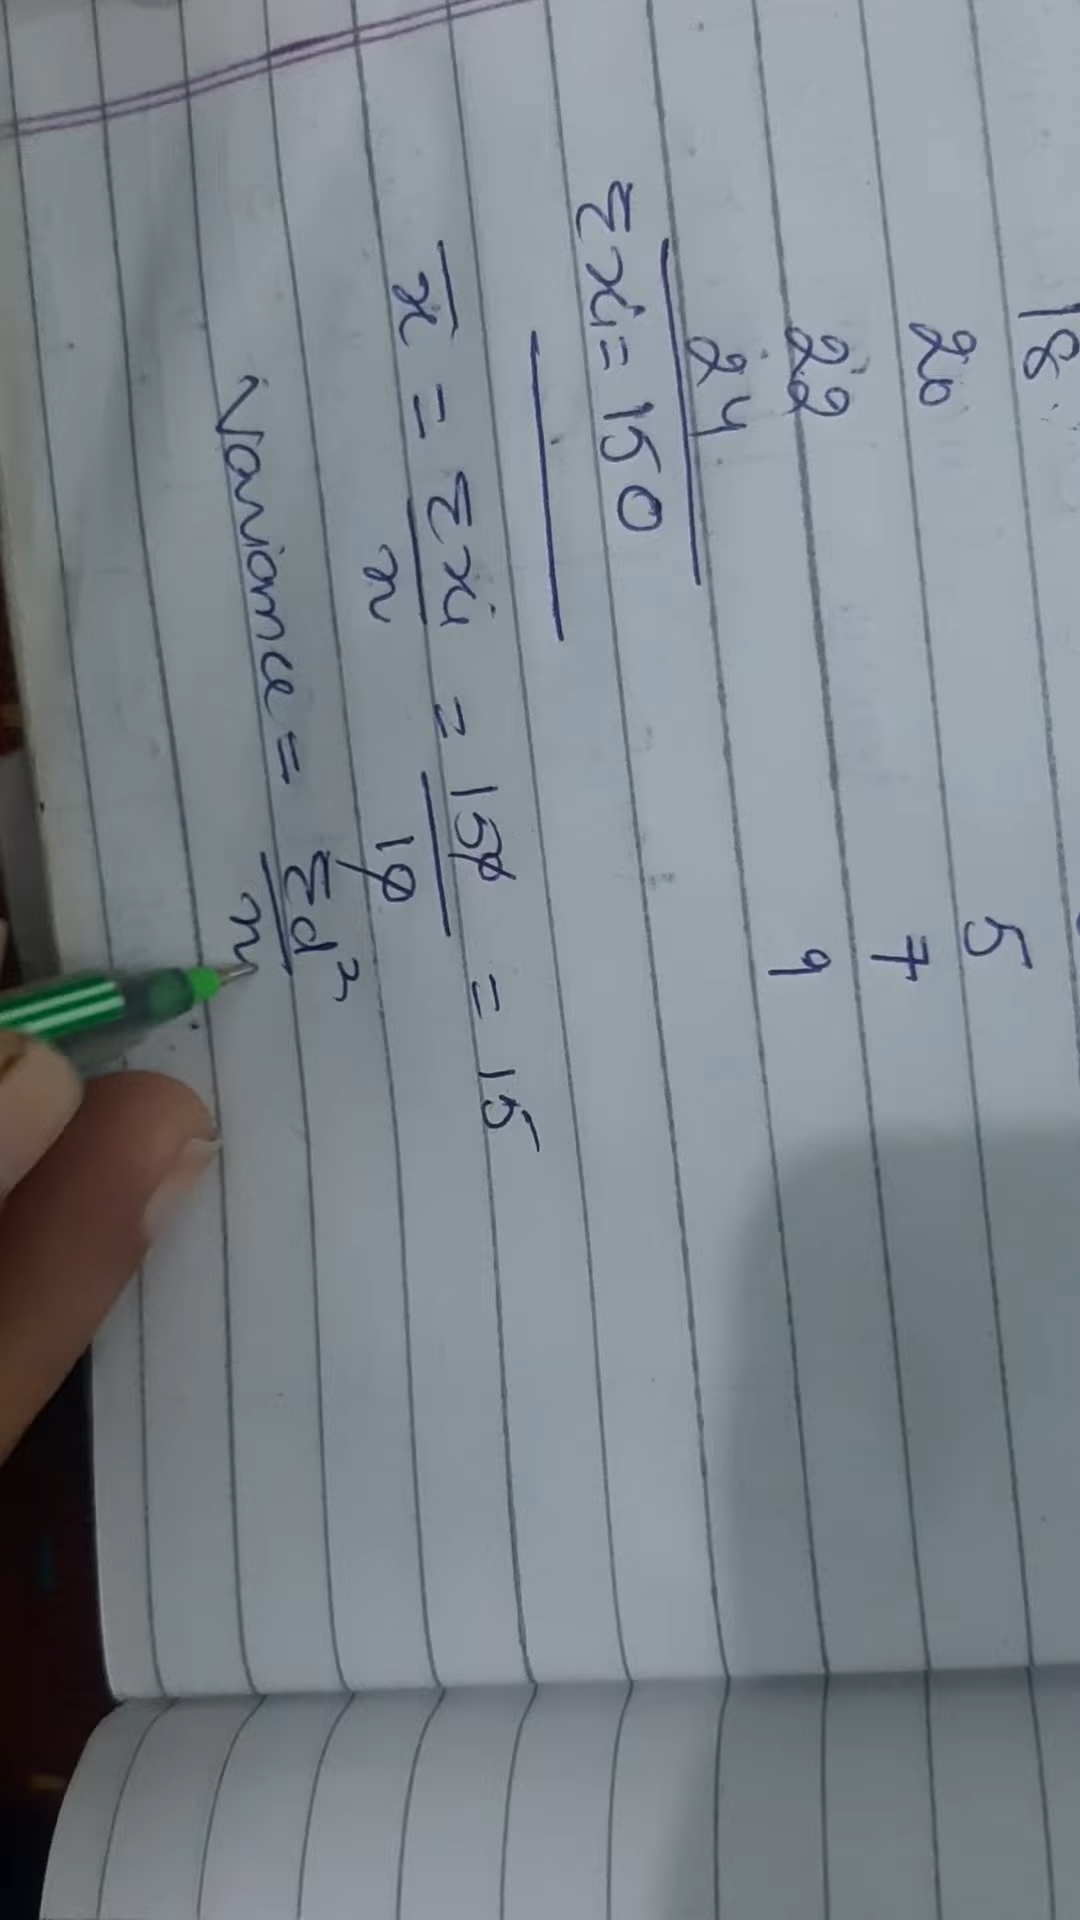 18
20 5
22 7
24 9
Σxi = 150
x̄ = Σxi/n = 150/10 = 15
Variance = Σd²/n